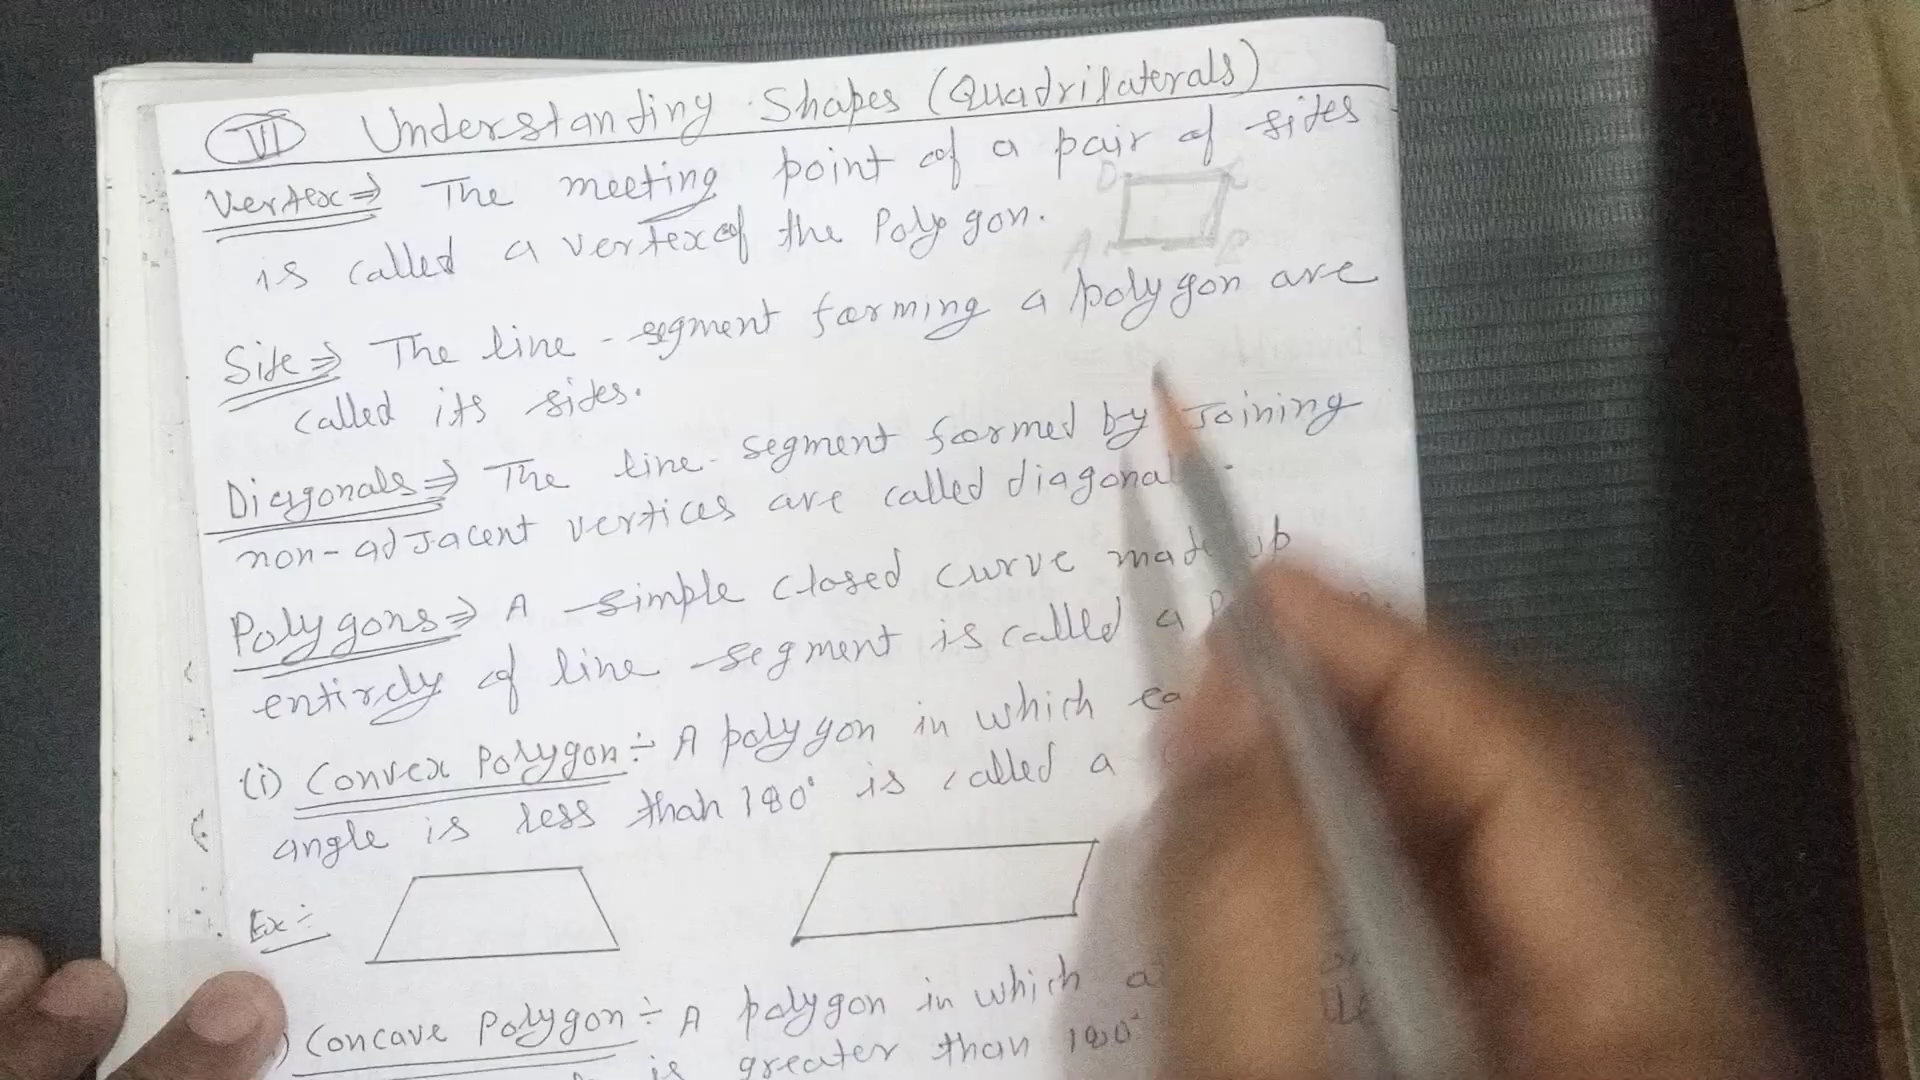 VI Understanding Shapes (Quadrilaterals)
Vertex ⇒ The meeting point of a pair of sides
is called a vertex of the Polygon.
D C
A B
Side ⇒ The line-segment forming a polygon are
called its sides.
Diagonals ⇒ The line-segment formed by Joining
non-adJacent vertices are called diagonal
Polygons ⇒ A simple closed curve made up
entirely of line segment is called a
(i) Convex Polygon ÷ A polygon in which
angle is less than 180° is called a
Ex ÷
Concave Polygon ÷ A polygon in which
is greater than 180°